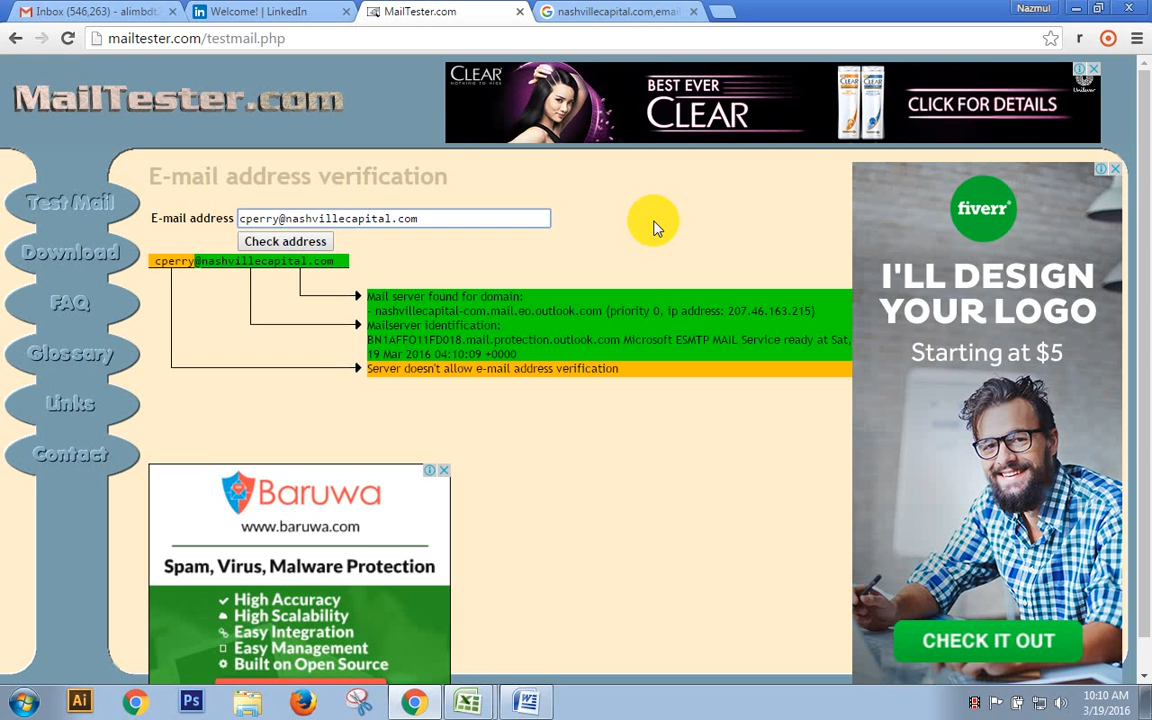 Inbox (546,263) - alimbdt
Welcome! | LinkedIn
MailTester.com
nashvillecapital.com,email
Nazmul
mailtester.com/testmail.php
r
MailTester.com
CLEAR
BEST EVER
CLEAR
CLICK FOR DETAILS
Unilever
Test Mail
Download
FAQ
Glossary
Links
Contact
E-mail address verification
E-mail address cperry@nashvillecapital.com
Check address
cperry@nashvillecapital.com
Mail server found for domain:
- nashvillecapital-com.mail.eo.outlook.com (priority 0, ip address: 207.46.163.215)
Mailserver identification:
BN1AFFO11FD018.mail.protection.outlook.com Microsoft ESMTP MAIL Service ready at Sat,
19 Mar 2016 04:10:09 +0000
Server doesn't allow e-mail address verification
Baruwa
www.baruwa.com
Spam, Virus, Malware Protection
High Accuracy
High Scalability
Easy Integration
Easy Management
Built on Open Source
fiverr
I'LL DESIGN
YOUR LOGO
Starting at $5
CHECK IT OUT
Ai
Ps
10:10 AM
3/19/2016